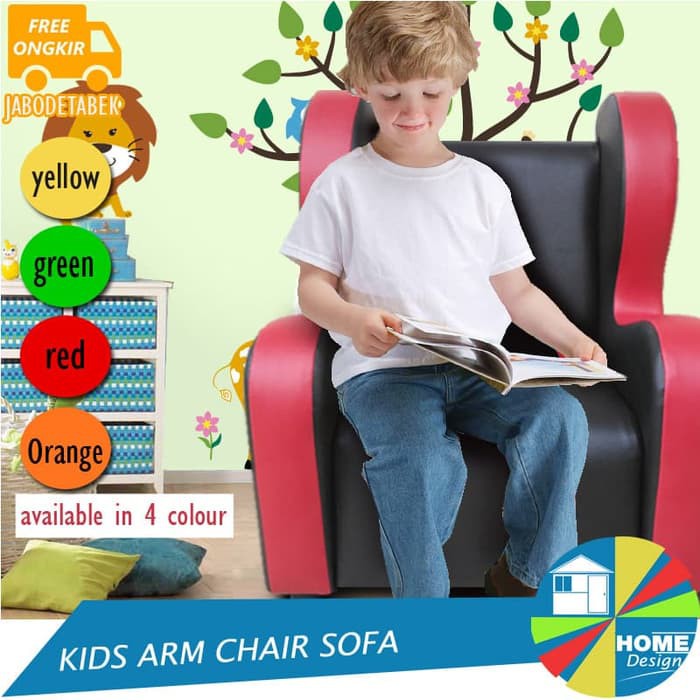 FREE
ONGKIR
JABODETABEK
yellow
green
red
Orange
available in 4 colour
KIDS ARM CHAIR SOFA
HOME
Design